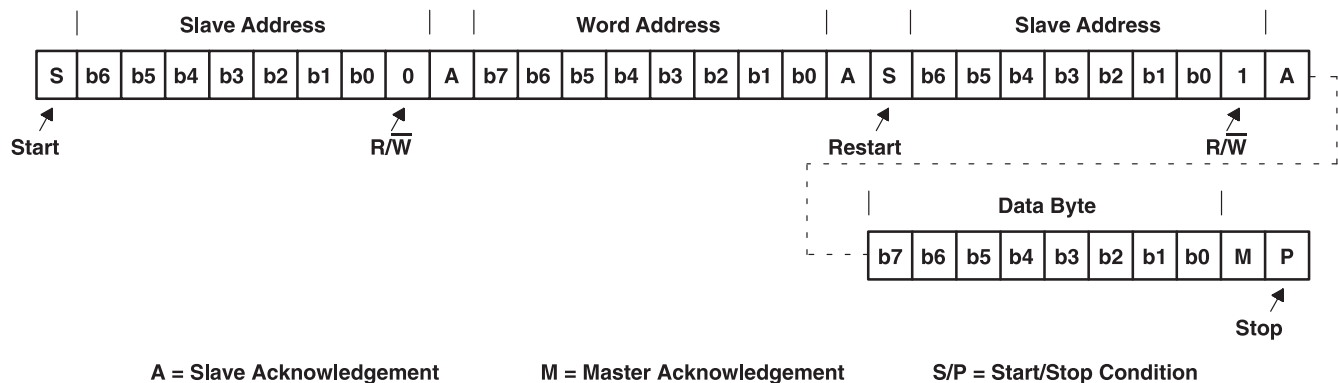 Slave Address Word Address Slave Address
S b6 b5 b4 b3 b2 b1 b0 0 A b7 b6 b5 b4 b3 b2 b1 b0 A S b6 b5 b4 b3 b2 b1 b0 1 A
Start R/W̅ Restart R/W̅
Data Byte
b7 b6 b5 b4 b3 b2 b1 b0 M P
Stop
A = Slave Acknowledgement M = Master Acknowledgement S/P = Start/Stop Condition